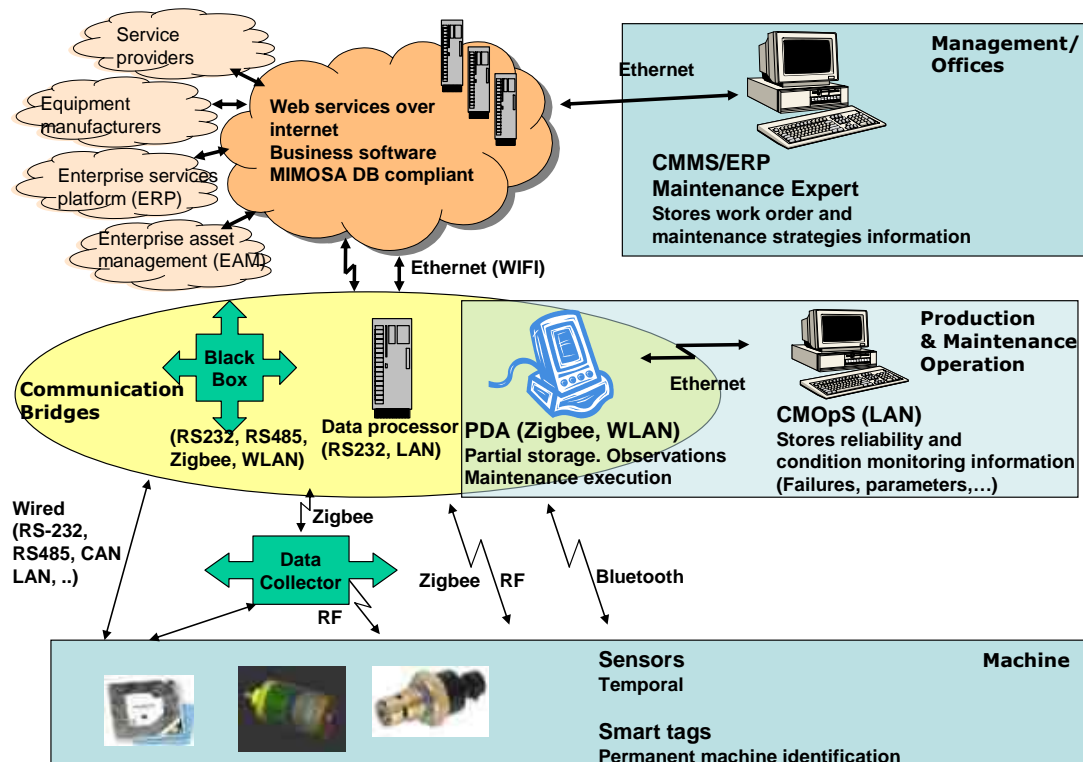 Service
providers
Equipment
manufacturers
Enterprise services
platform (ERP)
Enterprise asset
management (EAM)
Web services over
internet
Business software
MIMOSA DB compliant
Ethernet
Management/
Offices
CMMS/ERP
Maintenance Expert
Stores work order and
maintenance strategies information
Ethernet (WIFI)
Communication
Bridges
Black
Box
(RS232, RS485,
Zigbee, WLAN)
Data processor
(RS232, LAN)
PDA (Zigbee, WLAN)
Partial storage. Observations
Maintenance execution
Ethernet
Production
& Maintenance
Operation
CMOpS (LAN)
Stores reliability and
condition monitoring information
(Failures, parameters,...)
Wired
(RS-232,
RS485, CAN
LAN, ..)
Zigbee
Data
Collector
RF
Zigbee
RF
Bluetooth
Sensors
Temporal
Smart tags
Permanent machine identification
Machine